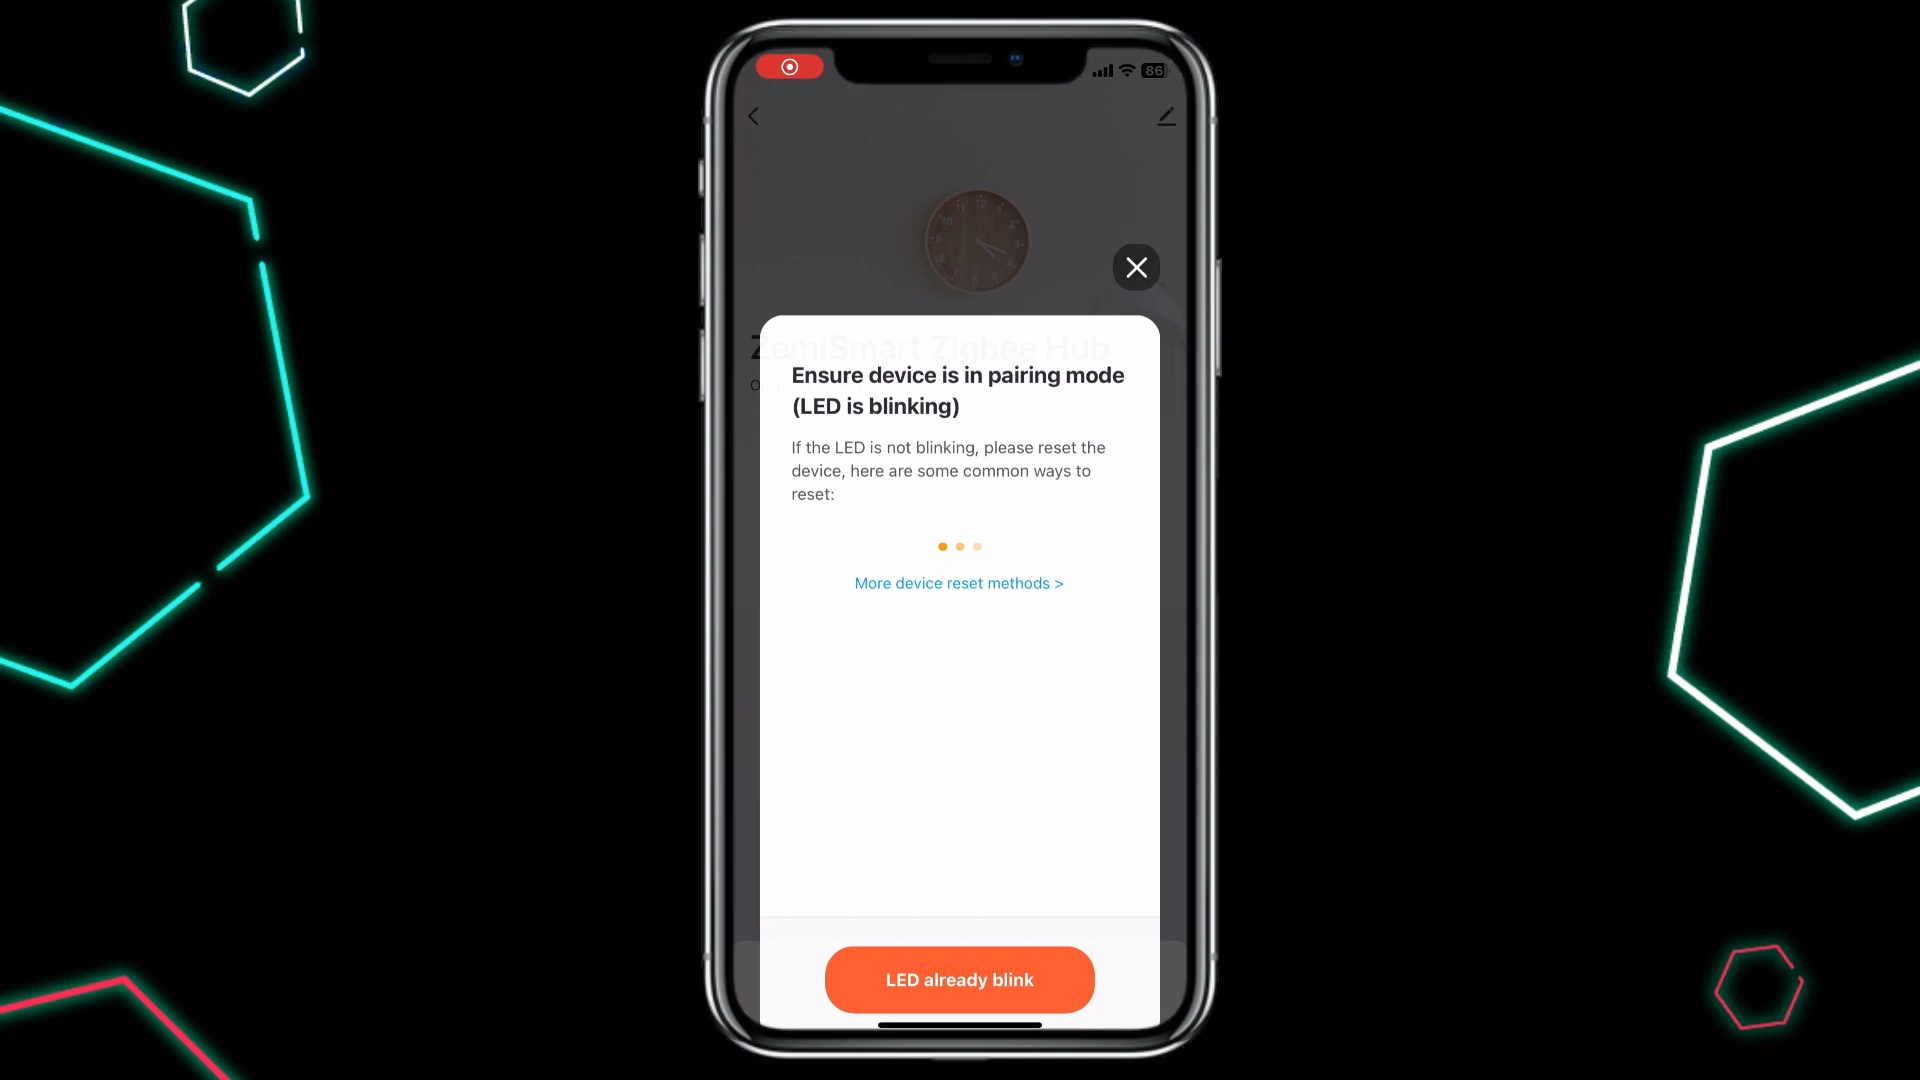 86
ZemiSmart Zigbee Hub
Ensure device is in pairing mode
(LED is blinking)
If the LED is not blinking, please reset the
device, here are some common ways to
reset:
More device reset methods >
LED already blink